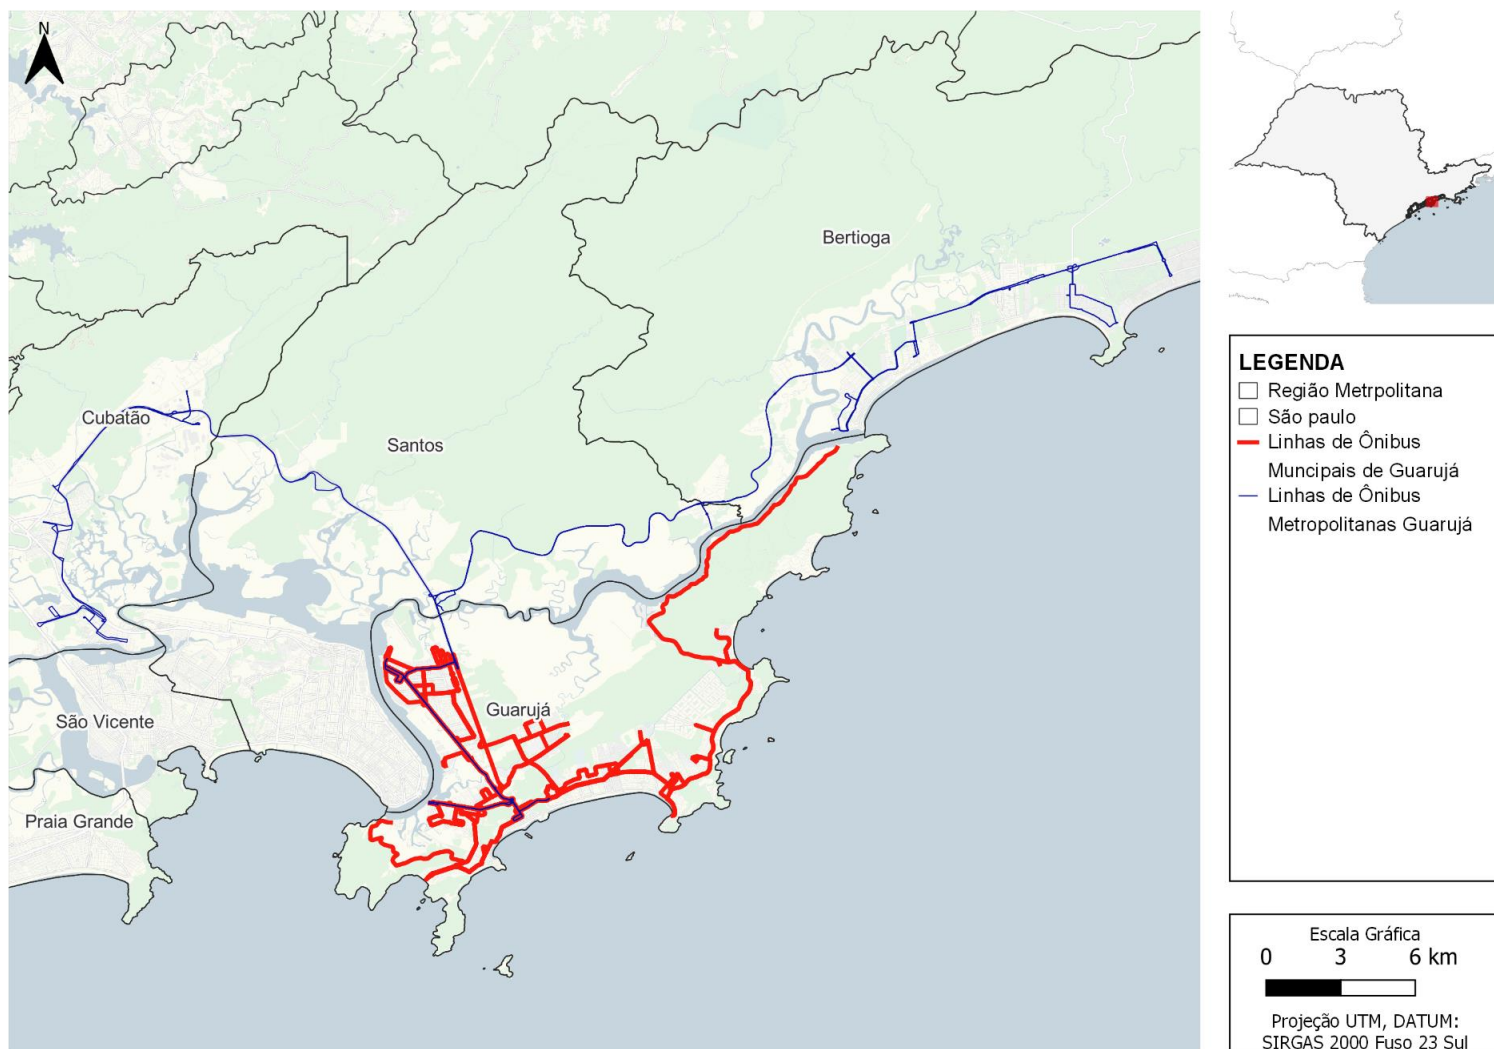 N
Bertioga
Cubatão
Santos
Guarujá
São Vicente
Praia Grande
LEGENDA
Região Metrpolitana
São paulo
Linhas de Ônibus
Muncipais de Guarujá
Linhas de Ônibus
Metropolitanas Guarujá
Escala Gráfica
0 3 6 km
Projeção UTM, DATUM:
SIRGAS 2000 Fuso 23 Sul